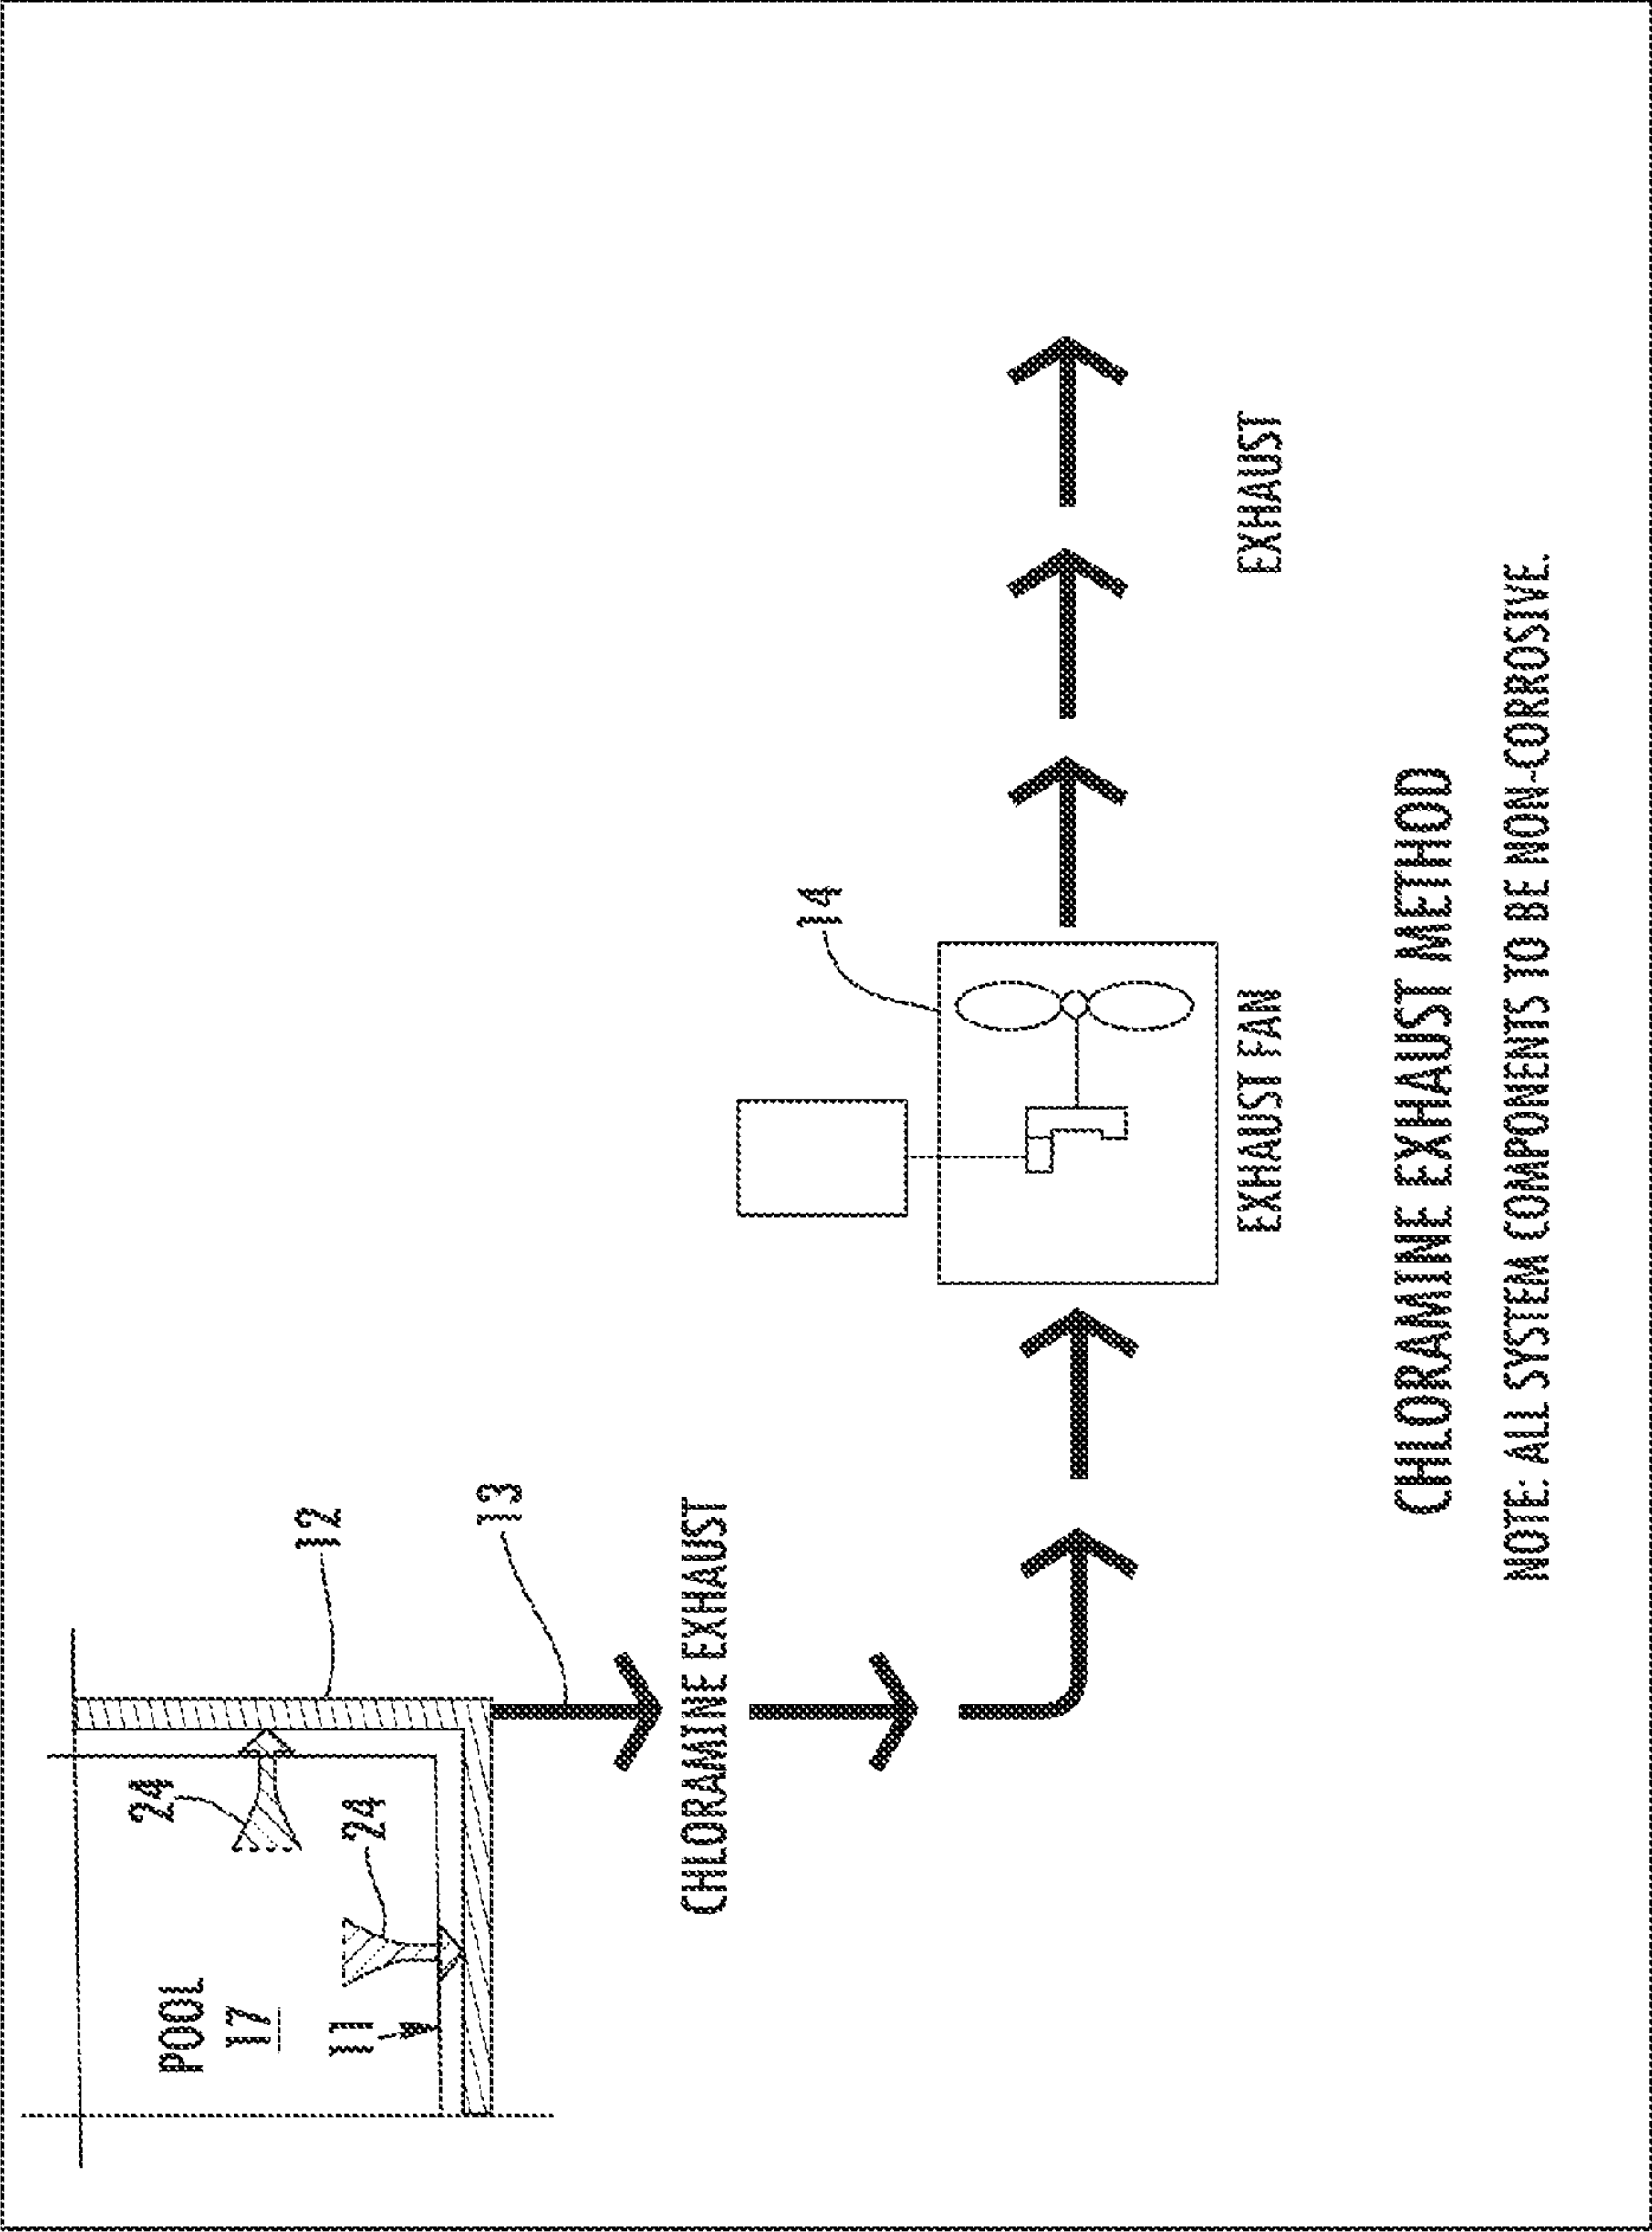 POOL
17
11
24
24
12
13
CHLORAMINE EXHAUST
14
EXHAUST FAN
EXHAUST
CHLORAMINE EXHAUST METHOD
NOTE: ALL SYSTEM COMPONENTS TO BE NON-CORROSIVE.